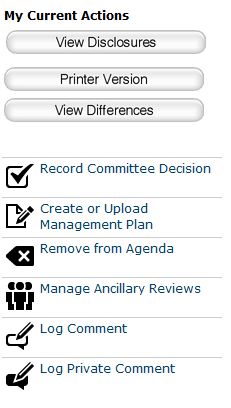 My Current Actions
View Disclosures
Printer Version
View Differences
Record Committee Decision
Create or Upload
Management Plan
Remove from Agenda
Manage Ancillary Reviews
Log Comment
Log Private Comment